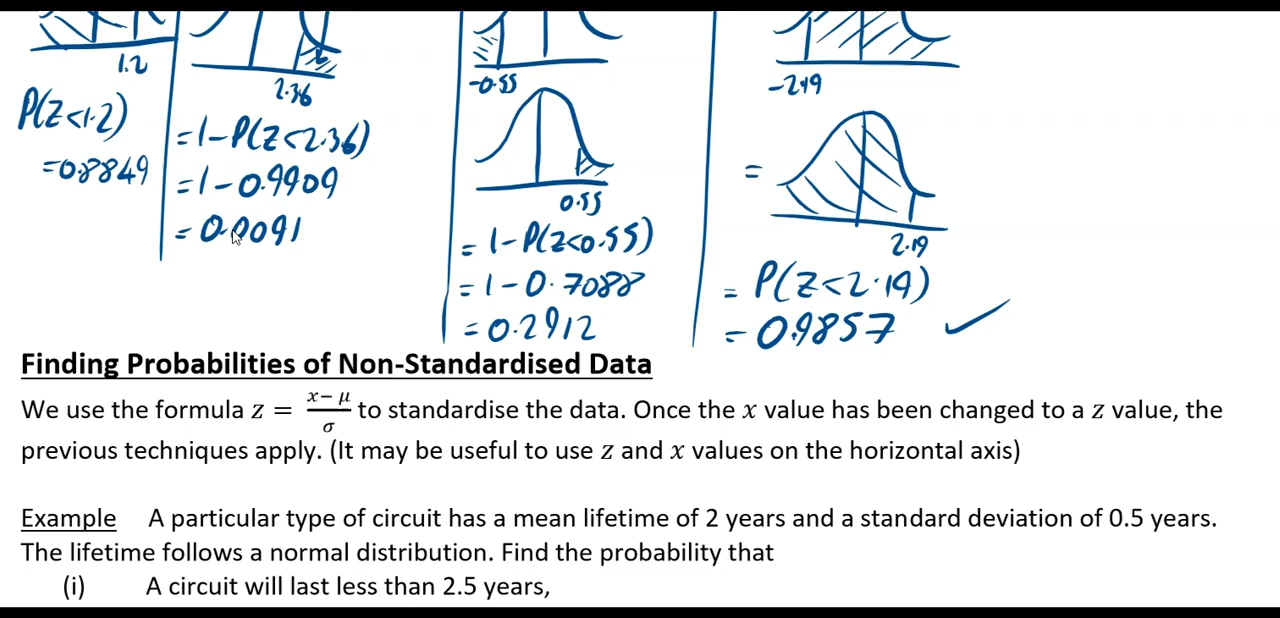 1.2
P(Z<1.2)
=0.8849
2.36
=1-P(Z<2.36)
=1-0.9909
=0.0091
-0.55
0.55
=1-P(Z<0.55)
=1-0.7088
=0.2912
-2.19
=
2.19
=P(Z<2.19)
=0.9857 ✓
Finding Probabilities of Non-Standardised Data
We use the formula z = (x− μ)/σ to standardise the data. Once the x value has been changed to a z value, the
previous techniques apply. (It may be useful to use z and x values on the horizontal axis)
Example A particular type of circuit has a mean lifetime of 2 years and a standard deviation of 0.5 years.
The lifetime follows a normal distribution. Find the probability that
(i) A circuit will last less than 2.5 years,